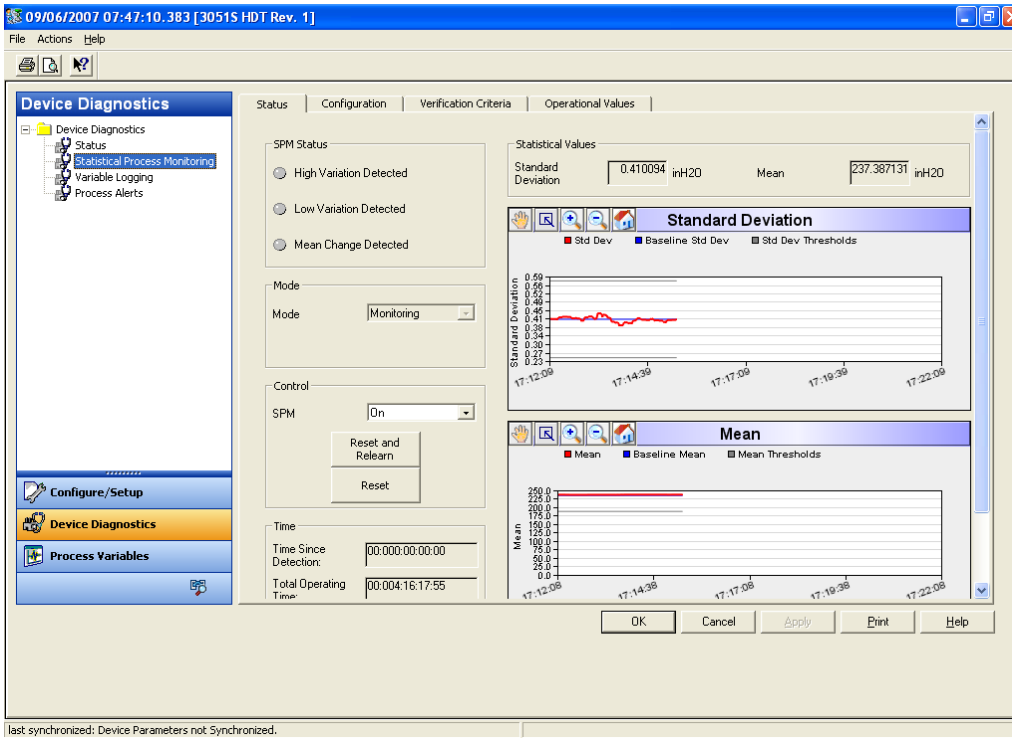 09/06/2007 07:47:10.383 [3051S HDT Rev. 1]
File Actions Help
Device Diagnostics
Device Diagnostics
Status
Statistical Process Monitoring
Variable Logging
Process Alerts
Configure/Setup
Device Diagnostics
Process Variables
Status Configuration Verification Criteria Operational Values
SPM Status
High Variation Detected
Low Variation Detected
Mean Change Detected
Mode
Mode Monitoring
Control
SPM On
Reset and
Relearn
Reset
Time
Time Since
Detection: 00:000:00:00:00
Total Operating
Time: 00:004:16:17:55
Statistical Values
Standard
Deviation 0.410094 inH2O Mean 237.387131 inH2O
Standard Deviation
Std Dev Baseline Std Dev Std Dev Thresholds
Standard Deviation
0.59
0.56
0.52
0.49
0.45
0.41
0.38
0.34
0.30
0.27
0.23
17:12:09 17:14:39 17:17:09 17:19:39 17:22:09
Mean
Mean Baseline Mean Mean Thresholds
Mean
250.0
225.0
200.0
175.0
150.0
125.0
100.0
75.0
50.0
25.0
0.0
17:12:08 17:14:38 17:17:08 17:19:38 17:22:08
OK Cancel Apply Print Help
last synchronized: Device Parameters not Synchronized.